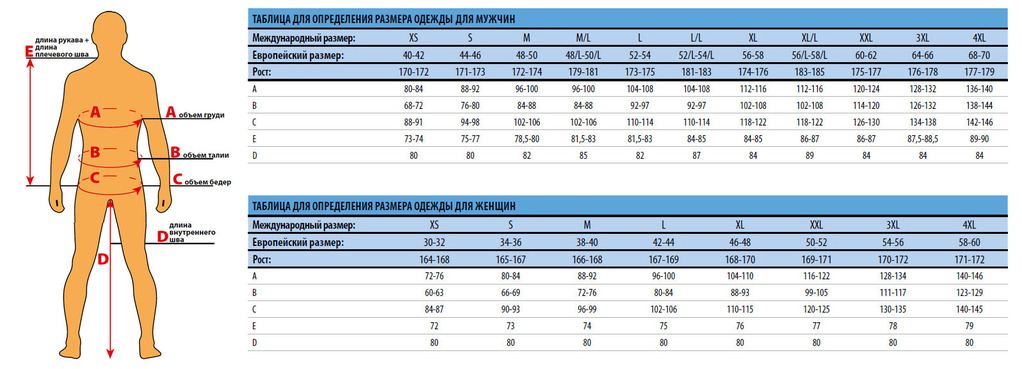 длина рукава +
длина
плечевого шва
E
A
A объем груди
B
B объем талии
C
C объем бедер
длина
внутреннего
шва
D
D
ТАБЛИЦА ДЛЯ ОПРЕДЕЛЕНИЯ РАЗМЕРА ОДЕЖДЫ ДЛЯ МУЖЧИН
Международный размер: XS S M M/L L L/L XL XL/L XXL 3XL 4XL
Европейский размер: 40-42 44-46 48-50 48/L-50/L 52-54 52/L-54/L 56-58 56/L-58/L 60-62 64-66 68-70
Рост: 170-172 171-173 172-174 179-181 173-175 181-183 174-176 183-185 175-177 176-178 177-179
A 80-84 88-92 96-100 96-100 104-108 104-108 112-116 112-116 120-124 128-132 136-140
B 68-72 76-80 84-88 84-88 92-97 92-97 102-108 102-108 114-120 126-132 138-144
C 88-91 94-98 102-106 102-106 110-114 110-114 118-122 118-122 126-130 134-138 142-146
E 73-74 75-77 78,5-80 81,5-83 81,5-83 84-85 84-85 86-87 86-87 87,5-88,5 89-90
D 80 80 82 85 82 87 84 89 84 84 84
ТАБЛИЦА ДЛЯ ОПРЕДЕЛЕНИЯ РАЗМЕРА ОДЕЖДЫ ДЛЯ ЖЕНЩИН
Международный размер: XS S M L XL XXL 3XL 4XL
Европейский размер: 30-32 34-36 38-40 42-44 46-48 50-52 54-56 58-60
Рост: 164-168 165-167 166-168 167-169 168-170 169-171 170-172 171-172
A 72-76 80-84 88-92 96-100 104-110 116-122 128-134 140-146
B 60-63 66-69 72-76 80-84 88-93 99-105 111-117 123-129
C 84-87 90-93 96-99 102-106 110-115 120-125 130-135 140-145
E 72 73 74 75 76 77 78 79
D 80 80 80 80 80 80 80 80